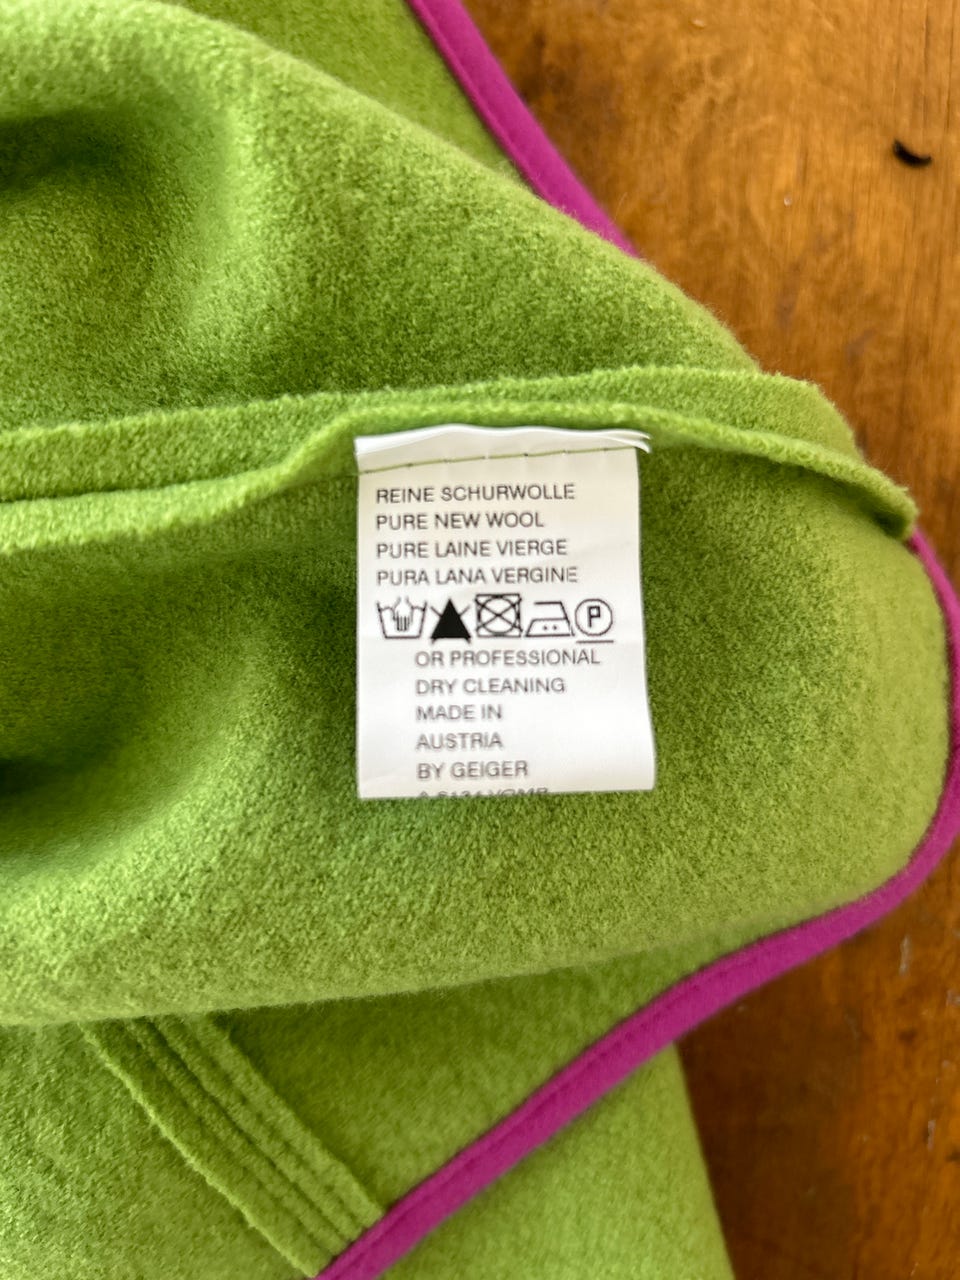 REINE SCHURWOLLE
PURE NEW WOOL
PURE LAINE VIERGE
PURA LANA VERGINE
P
OR PROFESSIONAL
DRY CLEANING
MADE IN
AUSTRIA
BY GEIGER